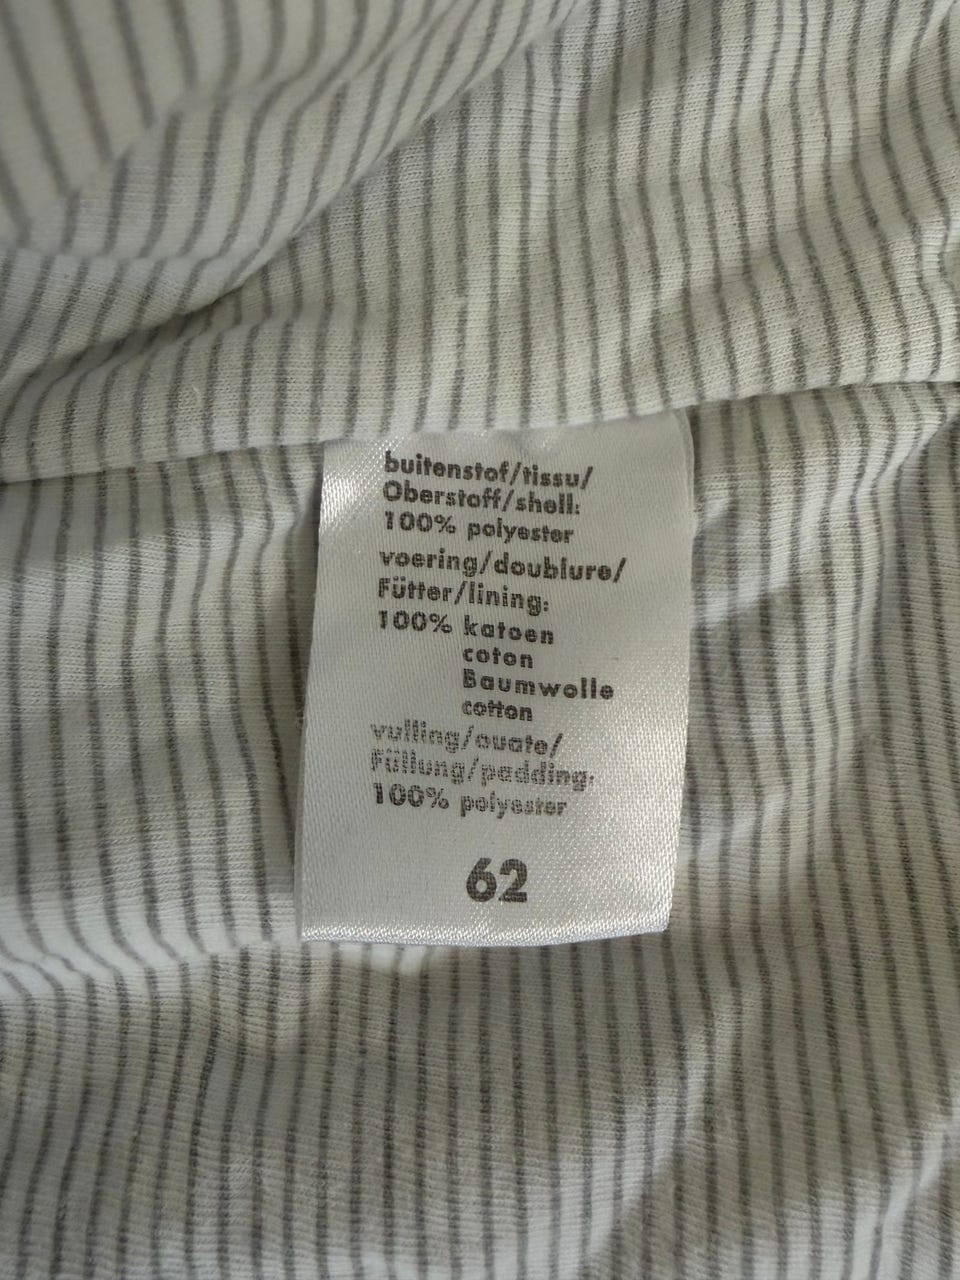 buitenstof/tissu/
Oberstoff/shell:
100% polyester
voering/doublure/
Fütter/lining:
100% katoen
coton
Baumwolle
cotton
vulling/ouate/
Füllung/padding:
100% polyester
62